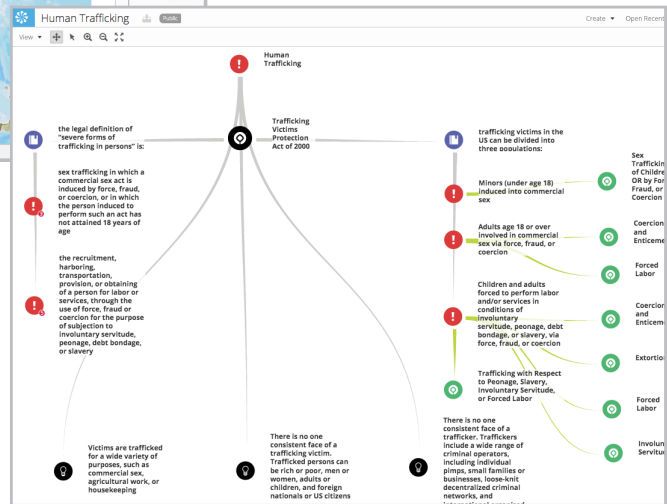 Human Trafficking
Public
Create
Open Recent
View
Human
Trafficking
Trafficking
Victims
Protection
Act of 2000
the legal definition of
"severe forms of
trafficking in persons" is:
sex trafficking in which a
commercial sex act is
induced by force, fraud,
or coercion, or in which
the person induced to
perform such an act has
not attained 18 years of
age
the recruitment,
harboring,
transportation,
provision, or obtaining
of a person for labor or
services, through the
use of force, fraud or
coercion for the purpose
of subjection to
involuntary servitude,
peonage, debt bondage,
or slavery
Victims are trafficked
for a wide variety of
purposes, such as
commercial sex,
agricultural work, or
housekeeping
There is no one
consistent face of a
trafficking victim.
Trafficked persons can
be rich or poor, men or
women, adults or
children, and foreign
nationals or US citizens
There is no one
consistent face of a
trafficker. Traffickers
include a wide range of
criminal operators,
including individual
pimps, small families or
businesses, loose-knit
decentralized criminal
networks, and
trafficking victims in the
US can be divided into
three populations:
Minors (under age 18)
induced into commercial
sex
Adults age 18 or over
involved in commercial
sex via force, fraud, or
coercion
Children and adults
forced to perform labor
and/or services in
conditions of
involuntary
servitude, peonage, debt
bondage, or slavery, via
force, fraud, or coercion
Trafficking with Respect
to Peonage, Slavery,
Involuntary Servitude,
or Forced Labor
Sex
Traffickin
of Childre
OR by For
Fraud, or
Coercion
Coercion
and
Enticeme
Forced
Labor
Coercion
and
Enticeme
Extortion
Forced
Labor
Involun
Servitud